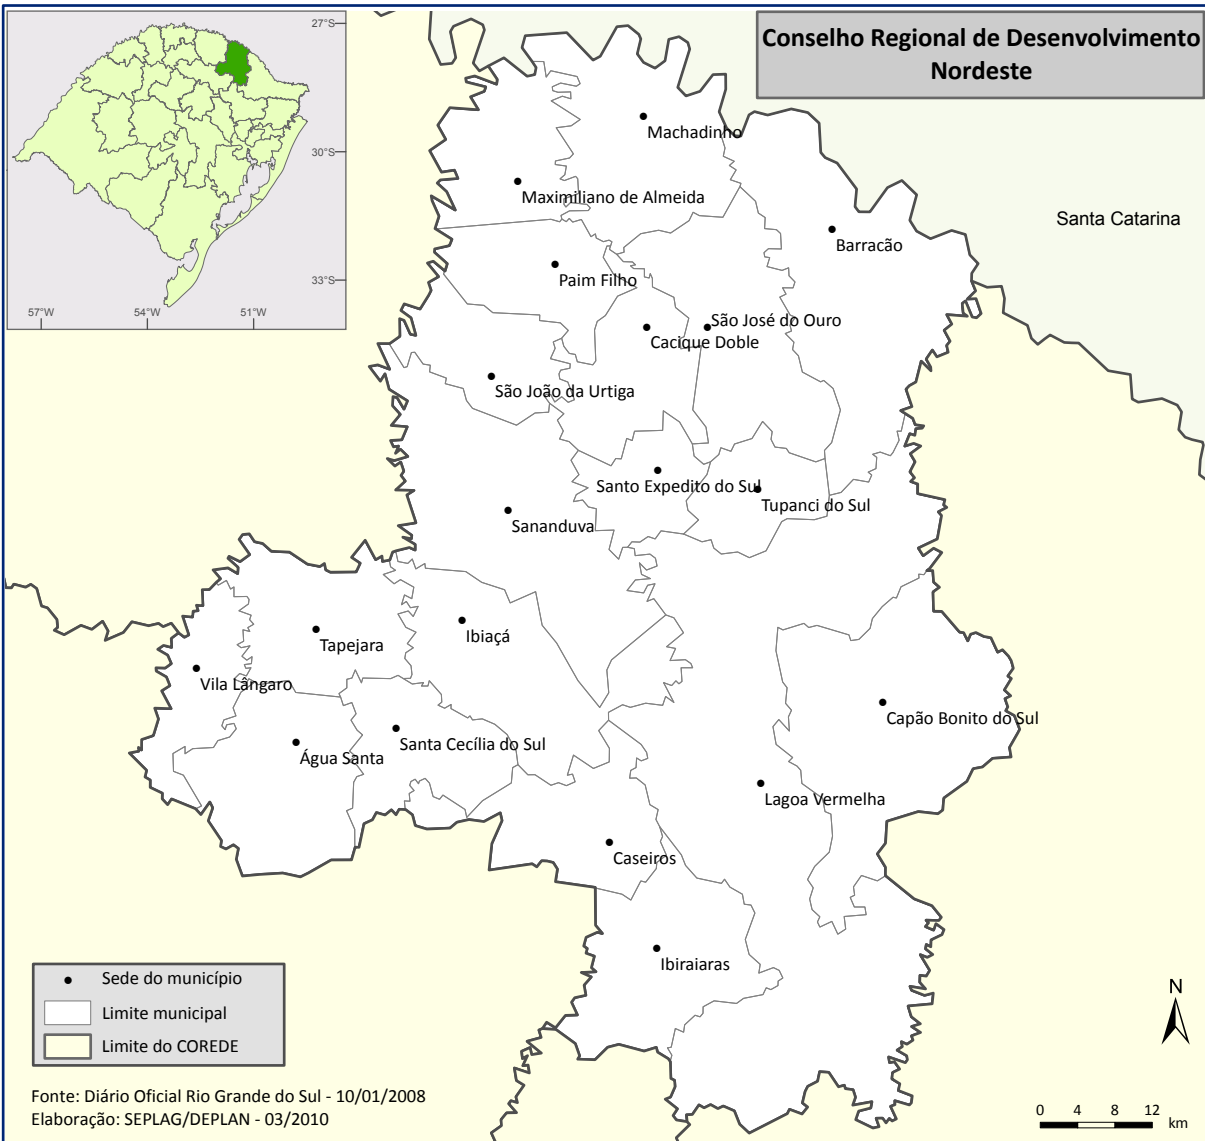 Conselho Regional de Desenvolvimento
Nordeste
27°S
30°S
33°S
57°W
54°W
51°W
Machadinho
Maximiliano de Almeida
Santa Catarina
Barracão
Paim Filho
São José do Ouro
Cacique Doble
São João da Urtiga
Santo Expedito do Sul
Tupanci do Sul
Sananduva
Ibiaçá
Tapejara
Vila Lângaro
Capão Bonito do Sul
Santa Cecília do Sul
Água Santa
Lagoa Vermelha
Caseiros
Ibiraiaras
Sede do município
Limite municipal
Limite do COREDE
N
Fonte: Diário Oficial Rio Grande do Sul - 10/01/2008
Elaboração: SEPLAG/DEPLAN - 03/2010
0 4 8 12
km